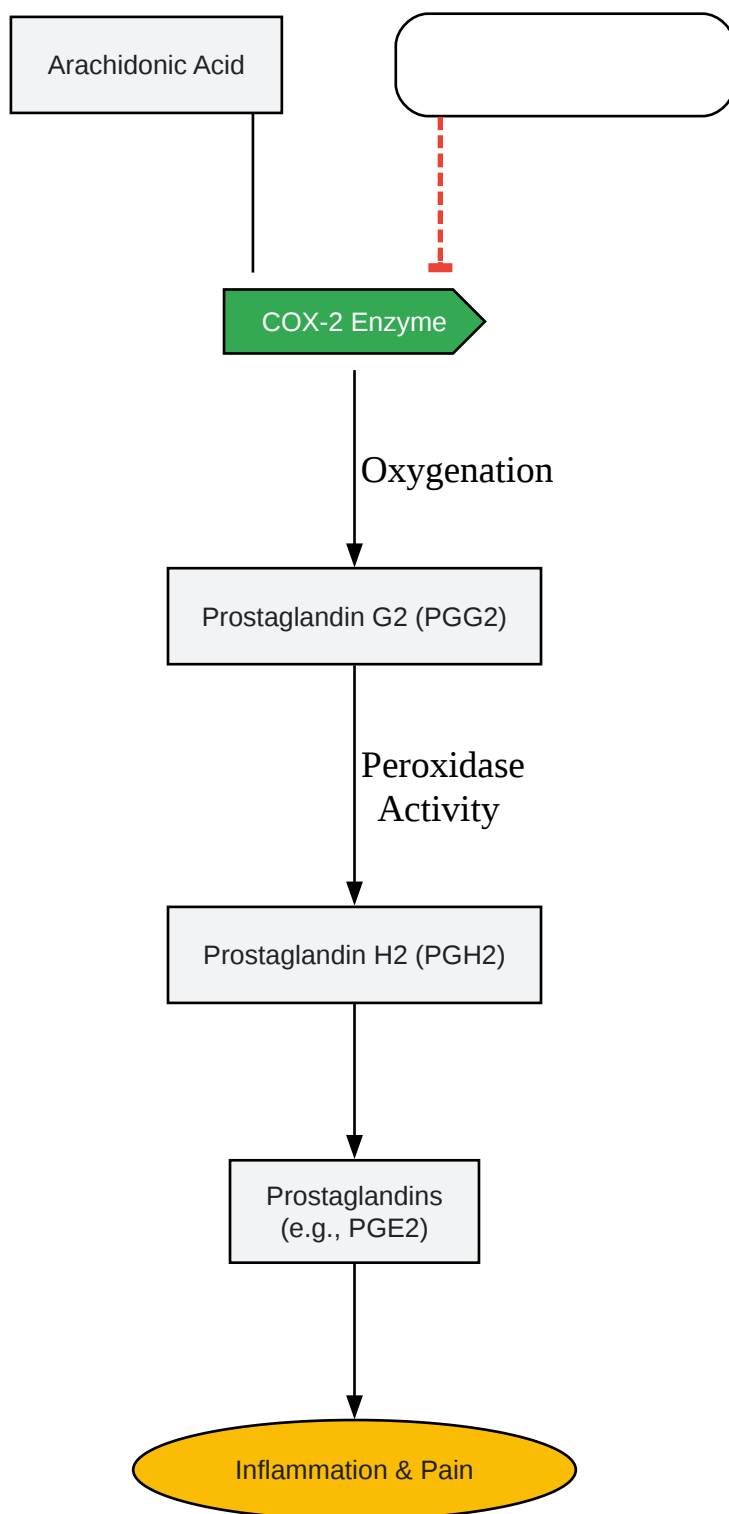 Arachidonic Acid
COX-2 Enzyme
Oxygenation
Prostaglandin G2 (PGG2)
Peroxidase
Activity
Prostaglandin H2 (PGH2)
Prostaglandins
(e.g., PGE2)
Inflammation & Pain